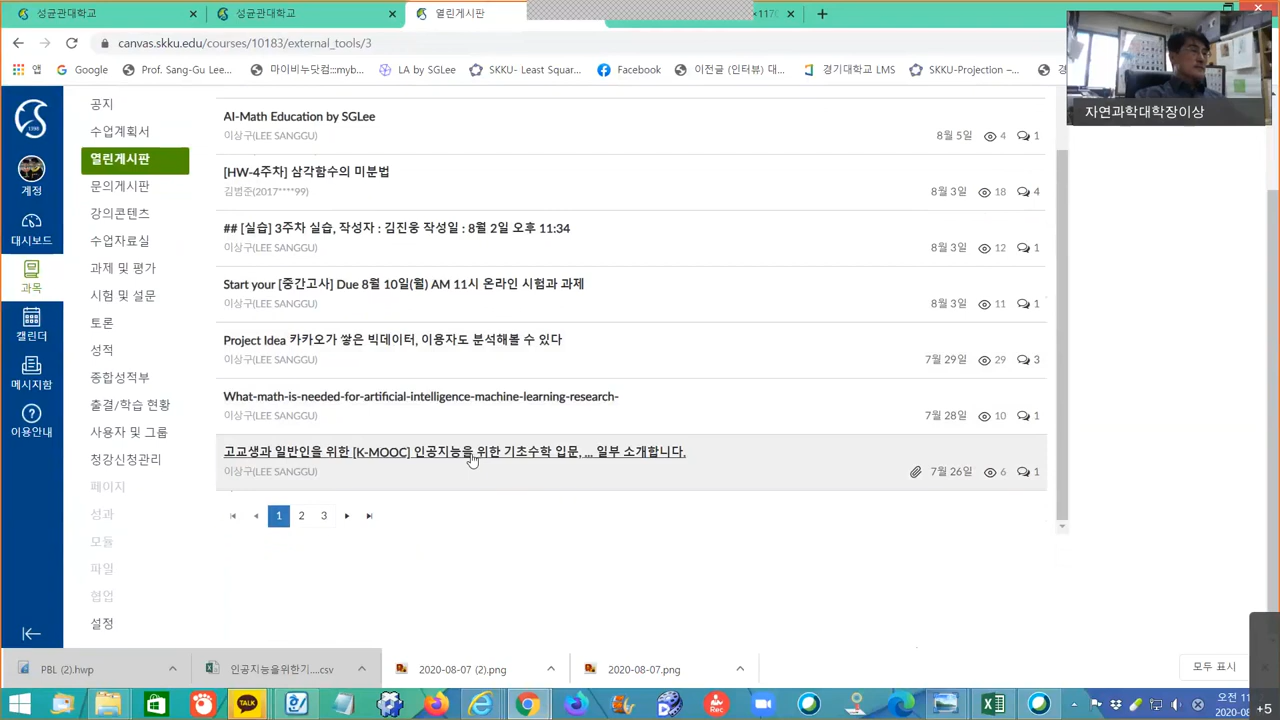 성균관대학교
성균관대학교
열린게시판
canvas.skku.edu/courses/10183/external_tools/3
앱
Google
Prof. Sang-Gu Lee...
마이비누닷컴:::myb...
LA by SGLee
SKKU- Least Squar...
Facebook
이전글 (인터뷰) 대...
경기대학교 LMS
SKKU-Projection –...
자연과학대학장이상
1398
계정
대시보드
과목
캘린더
메시지함
이용안내
공지
수업계획서
열린게시판
문의게시판
강의콘텐츠
수업자료실
과제 및 평가
시험 및 설문
토론
성적
종합성적부
출결/학습 현황
사용자 및 그룹
청강신청관리
페이지
성과
모듈
파일
협업
설정
AI-Math Education by SGLee
이상구(LEE SANGGU)
8월 5일 4 1
[HW-4주차] 삼각함수의 미분법
김범준(2017****99)
8월 3일 18 4
## [실습] 3주차 실습, 작성자 : 김진웅 작성일 : 8월 2일 오후 11:34
이상구(LEE SANGGU)
8월 3일 12 1
Start your [중간고사] Due 8월 10일(월) AM 11시 온라인 시험과 과제
이상구(LEE SANGGU)
8월 3일 11 1
Project Idea 카카오가 쌓은 빅데이터, 이용자도 분석해볼 수 있다
이상구(LEE SANGGU)
7월 29일 29 3
What-math-is-needed-for-artificial-intelligence-machine-learning-research-
이상구(LEE SANGGU)
7월 28일 10 1
고교생과 일반인을 위한 [K-MOOC] 인공지능을 위한 기초수학 입문, ... 일부 소개합니다.
이상구(LEE SANGGU)
7월 26일 6 1
1 2 3
PBL (2).hwp
인공지능을위한기....csv
2020-08-07 (2).png
2020-08-07.png
모두 표시
TALK
Rec
오전 11
2020-08
+5